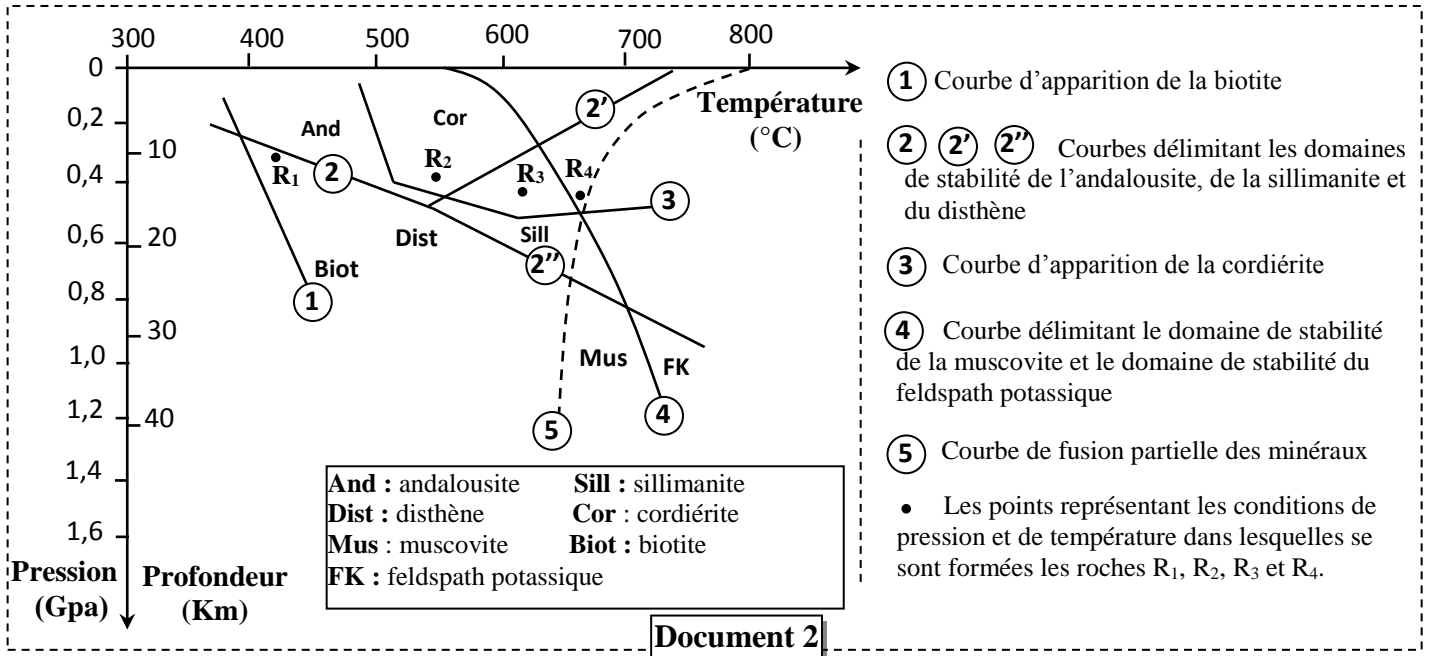 300 400 500 600 700 800
0
0,2
0,4
0,6
0,8
1,0
1,2
1,4
1,6
10
20
30
40
Pression
(Gpa)
Profondeur
(Km)
Température
(°C)
And
Cor
2'
R1
2
R2
R3
R4
3
Dist
Sill
2''
Biot
1
Mus
FK
5
4
And : andalousite Sill : sillimanite
Dist : disthène Cor : cordiérite
Mus : muscovite Biot : biotite
FK : feldspath potassique
1 Courbe d'apparition de la biotite
2 2' 2'' Courbes délimitant les domaines
de stabilité de l'andalousite, de la sillimanite et
du disthène
3 Courbe d'apparition de la cordiérite
4 Courbe délimitant le domaine de stabilité
de la muscovite et le domaine de stabilité du
feldspath potassique
5 Courbe de fusion partielle des minéraux
• Les points représentant les conditions de
pression et de température dans lesquelles se
sont formées les roches R1, R2, R3 et R4.
Document 2